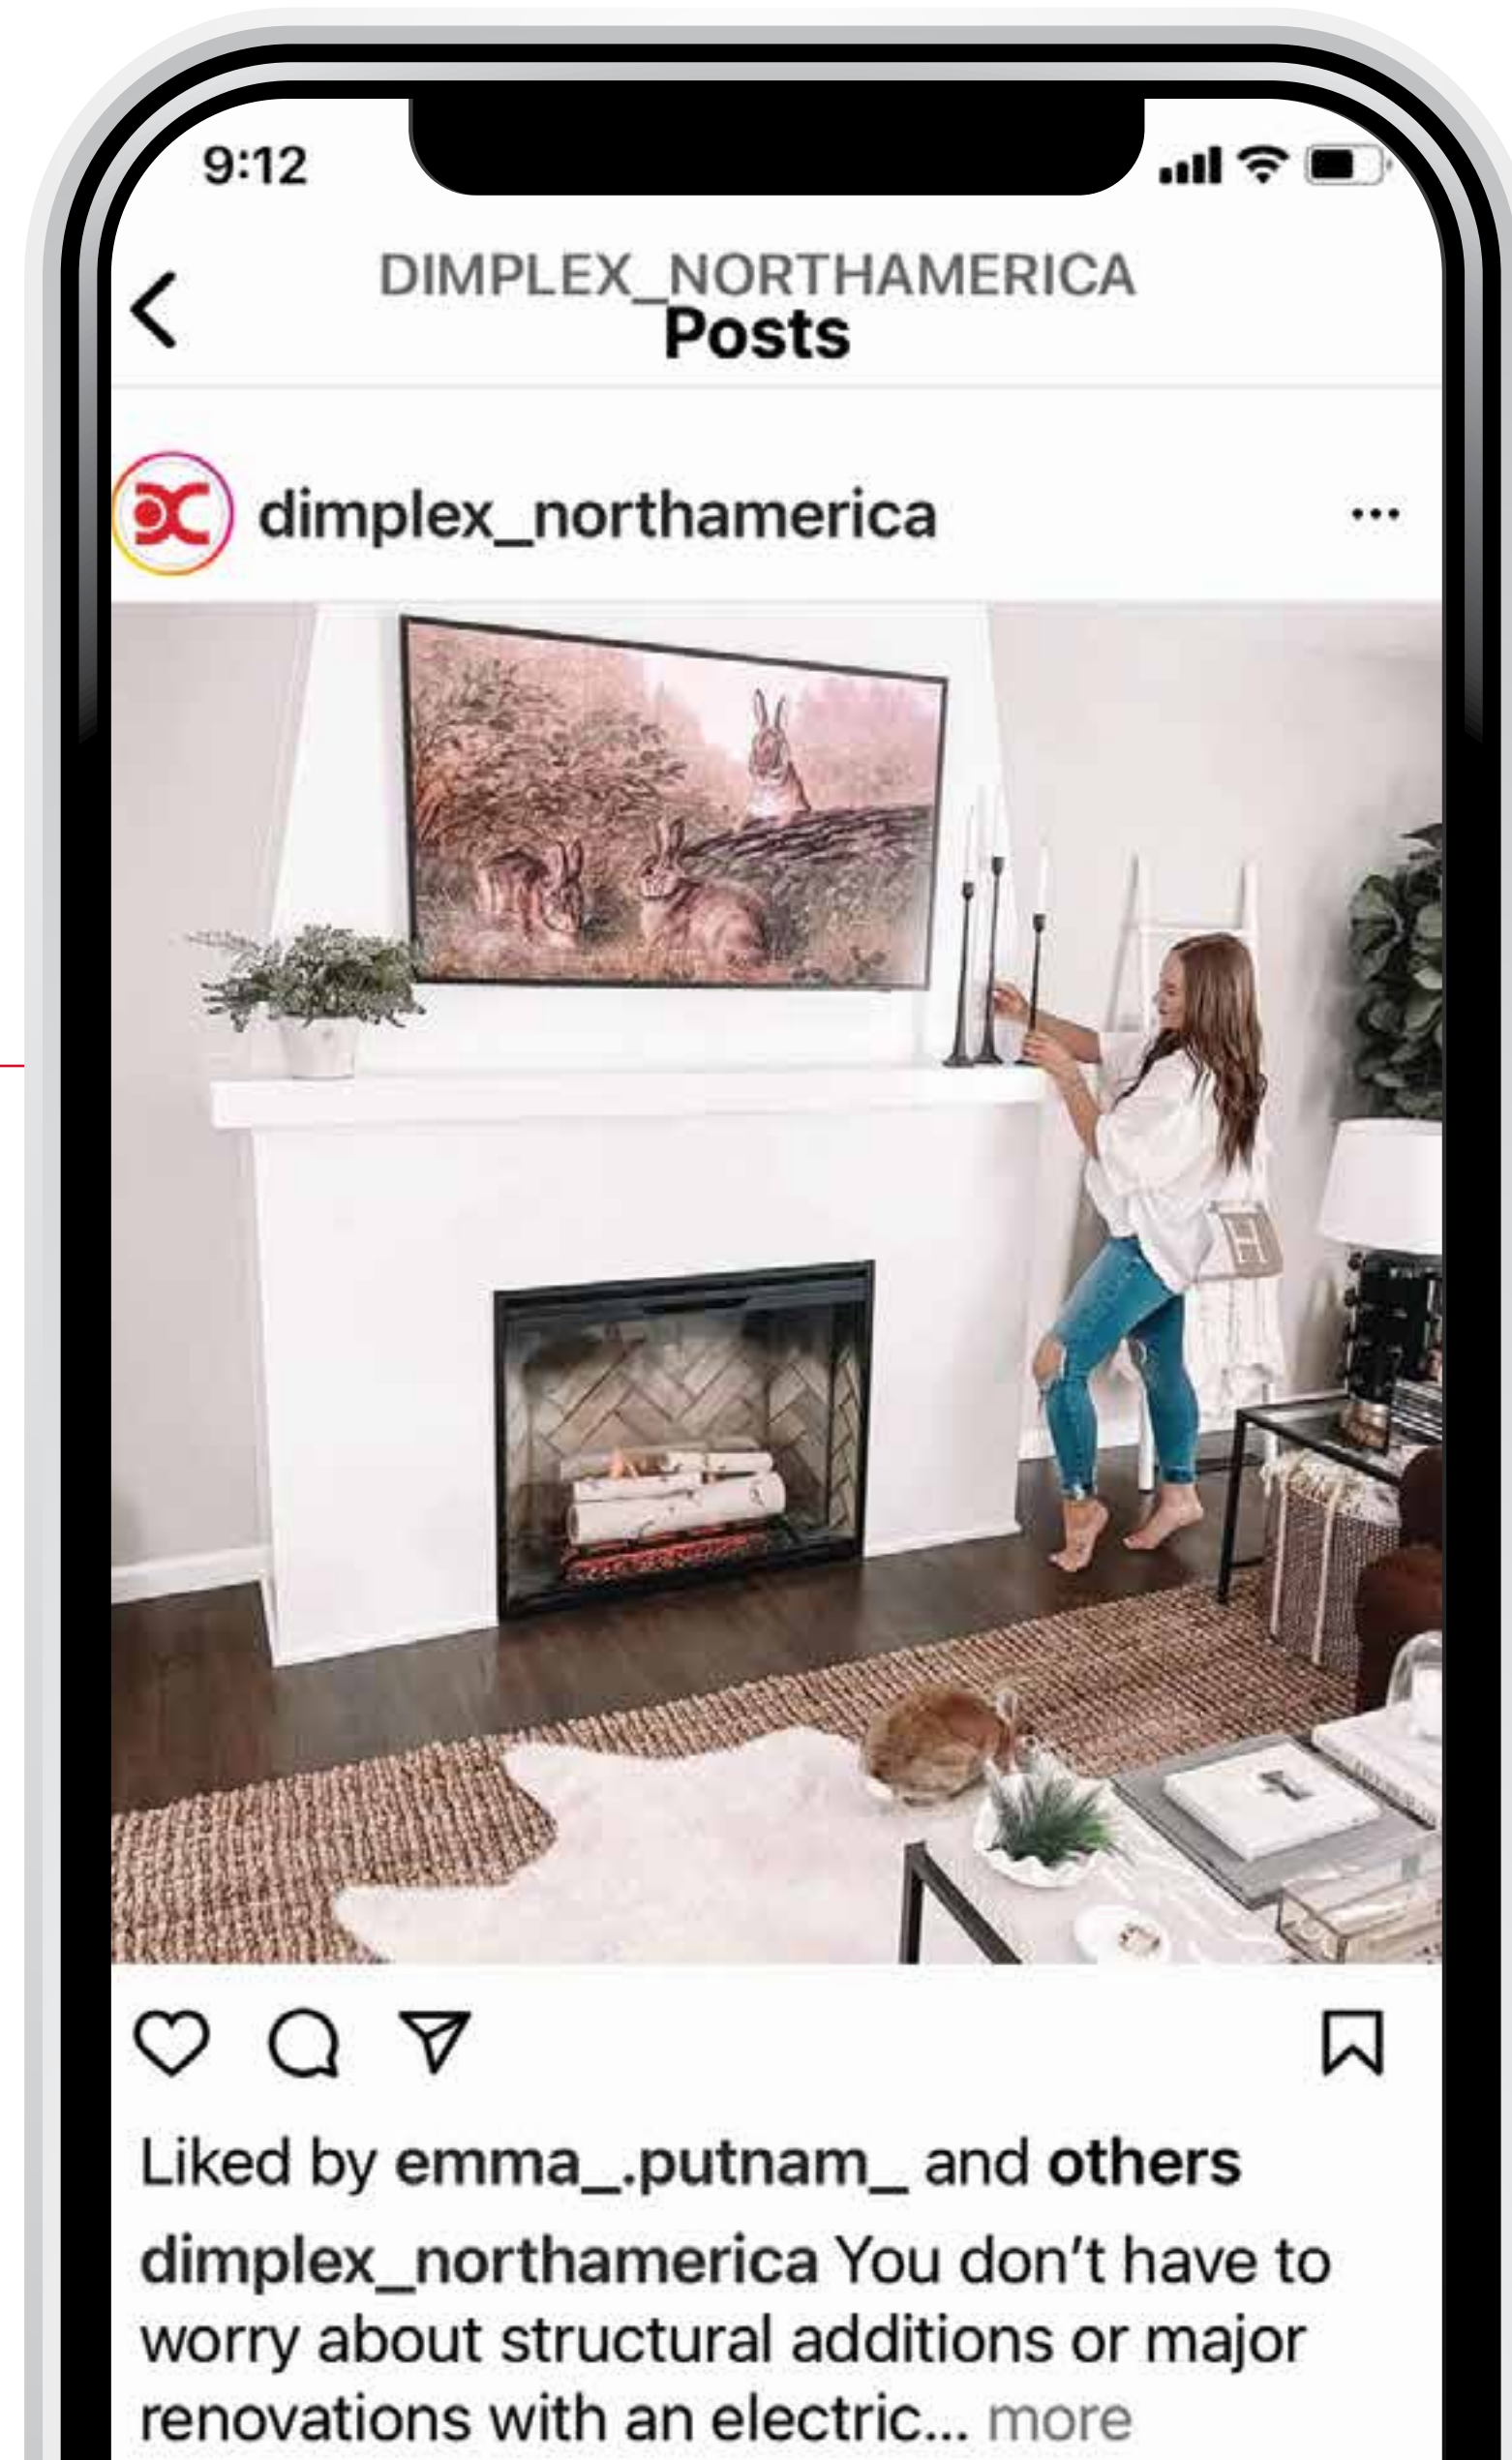 9:12
DIMPLEX_NORTHAMERICA
Posts
dimplex_northamerica
Liked by emma_.putnam_ and others
dimplex_northamerica You don’t have to
worry about structural additions or major
renovations with an electric... more